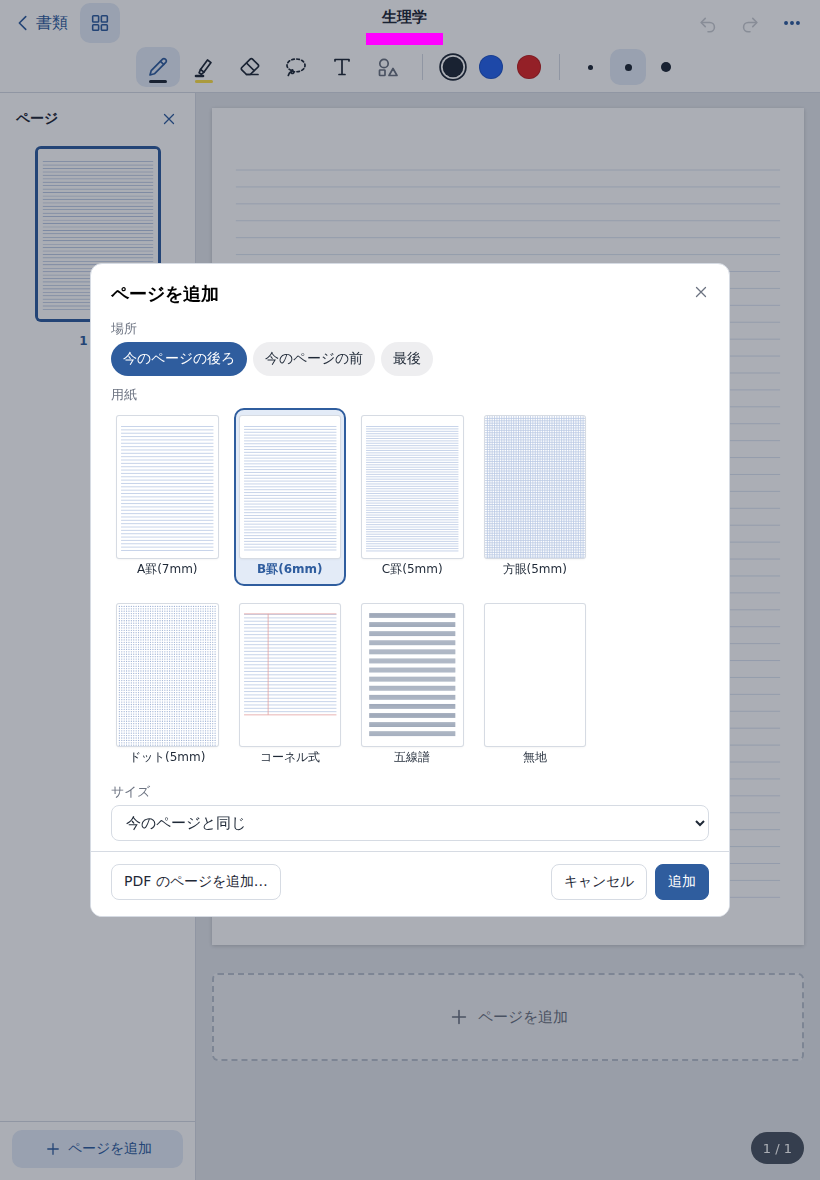 書類
生理学
ページ
1
ページを追加
場所
今のページの後ろ
今のページの前
最後
用紙
A罫(7mm)
B罫(6mm)
C罫(5mm)
方眼(5mm)
ドット(5mm)
コーネル式
五線譜
無地
サイズ
今のページと同じ
PDF のページを追加...
キャンセル
追加
ページを追加
ページを追加
1 / 1